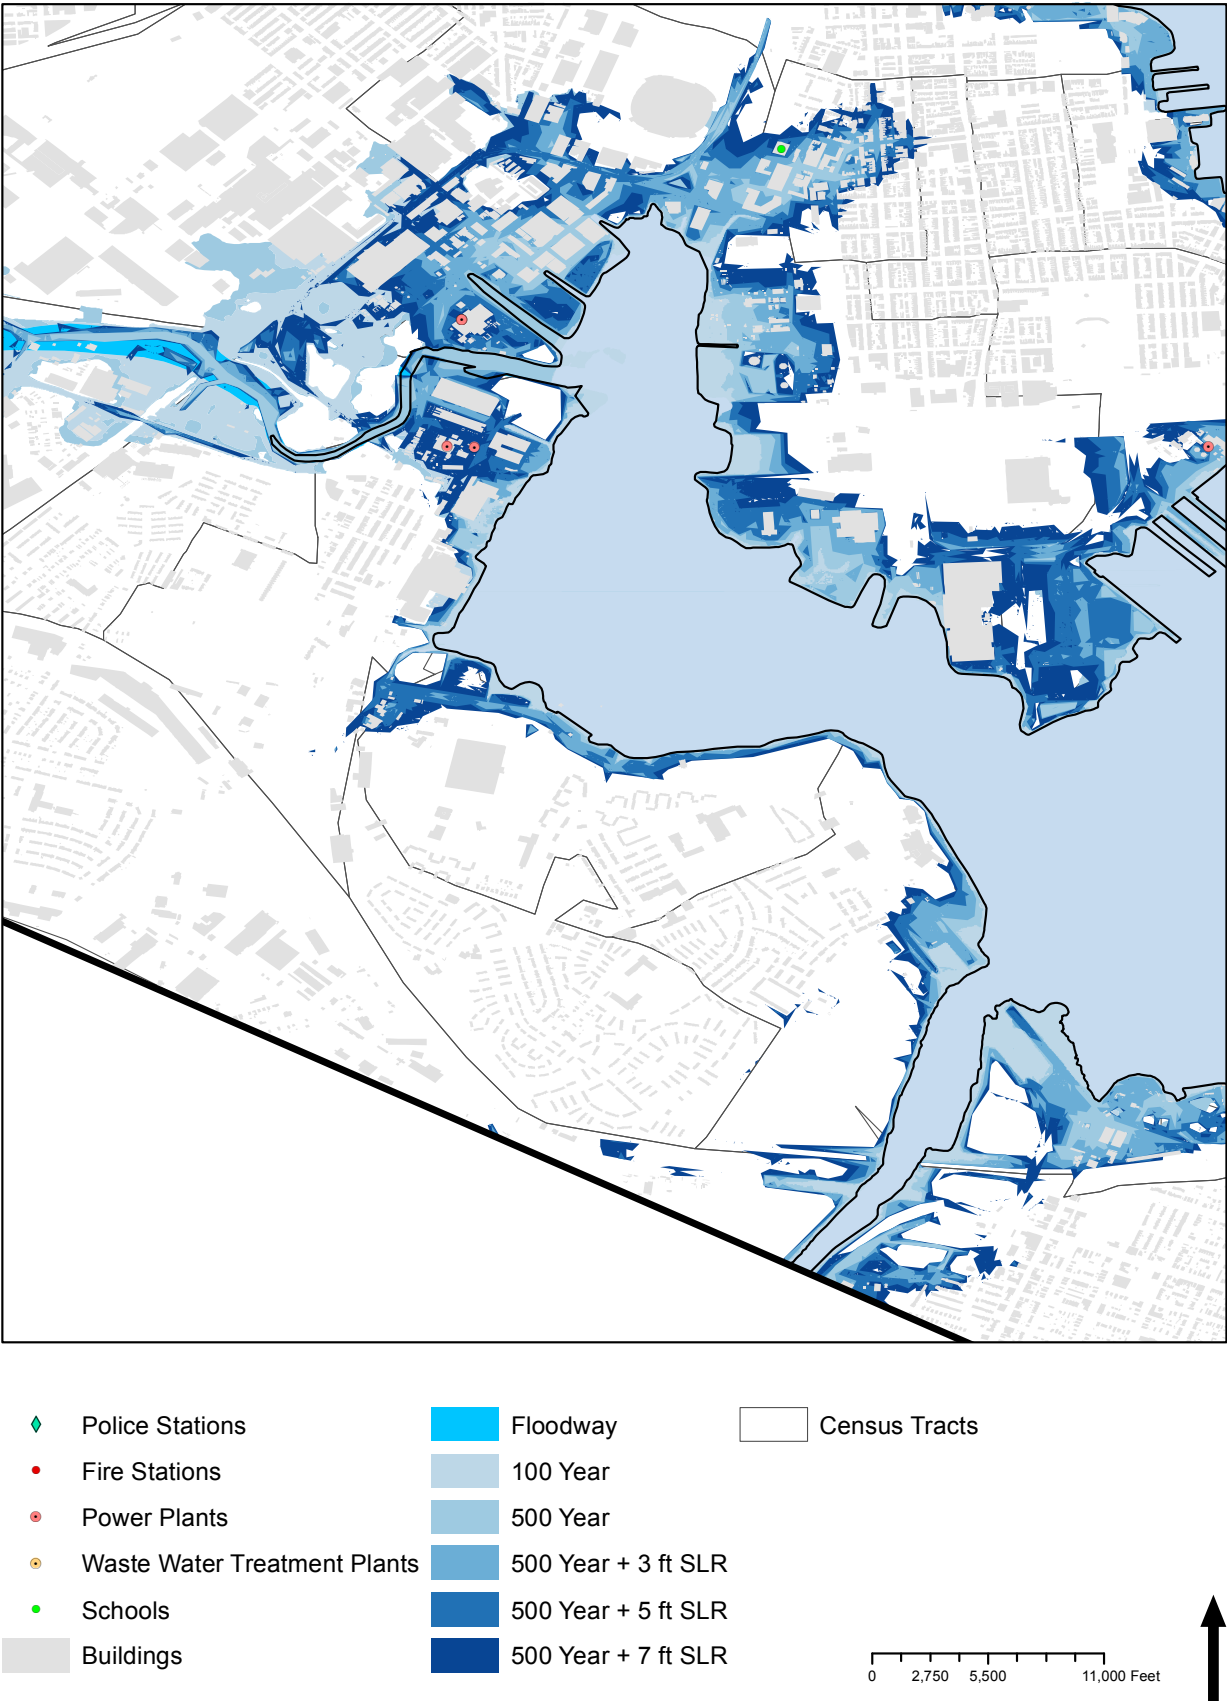 Police Stations
Fire Stations
Power Plants
Waste Water Treatment Plants
Schools
Buildings
Floodway
100 Year
500 Year
500 Year + 3 ft SLR
500 Year + 5 ft SLR
500 Year + 7 ft SLR
Census Tracts
0 2,750 5,500 11,000 Feet